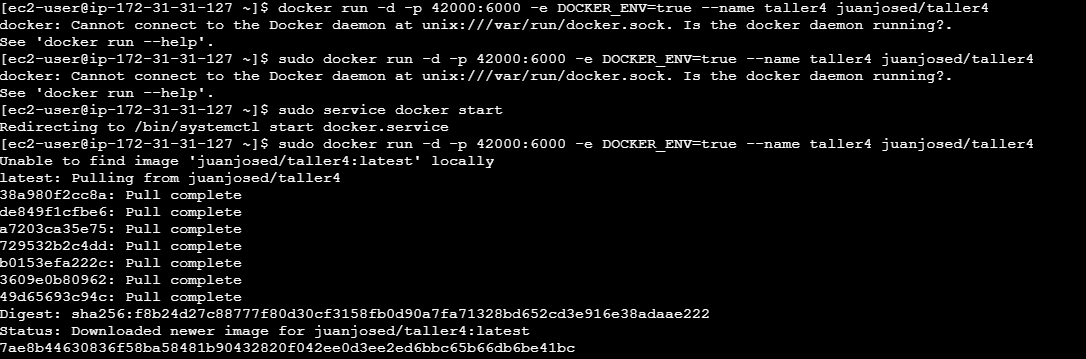 [ec2-user@ip-172-31-31-127 ~]$ docker run -d -p 42000:6000 -e DOCKER_ENV=true --name taller4 juanjosed/taller4
docker: Cannot connect to the Docker daemon at unix:///var/run/docker.sock. Is the docker daemon running?.
See 'docker run --help'.
[ec2-user@ip-172-31-31-127 ~]$ sudo docker run -d -p 42000:6000 -e DOCKER_ENV=true --name taller4 juanjosed/taller4
docker: Cannot connect to the Docker daemon at unix:///var/run/docker.sock. Is the docker daemon running?.
See 'docker run --help'.
[ec2-user@ip-172-31-31-127 ~]$ sudo service docker start
Redirecting to /bin/systemctl start docker.service
[ec2-user@ip-172-31-31-127 ~]$ sudo docker run -d -p 42000:6000 -e DOCKER_ENV=true --name taller4 juanjosed/taller4
Unable to find image 'juanjosed/taller4:latest' locally
latest: Pulling from juanjosed/taller4
38a980f2cc8a: Pull complete
de849f1cfbe6: Pull complete
a7203ca35e75: Pull complete
729532b2c4dd: Pull complete
b0153efa222c: Pull complete
3609e0b80962: Pull complete
49d65693c94c: Pull complete
Digest: sha256:f8b24d27c88777f80d30cf3158fb0d90a7fa71328bd652cd3e916e38adaae222
Status: Downloaded newer image for juanjosed/taller4:latest
7ae8b44630836f58ba58481b90432820f042ee0d3ee2ed6bbc65b66db6be41bc